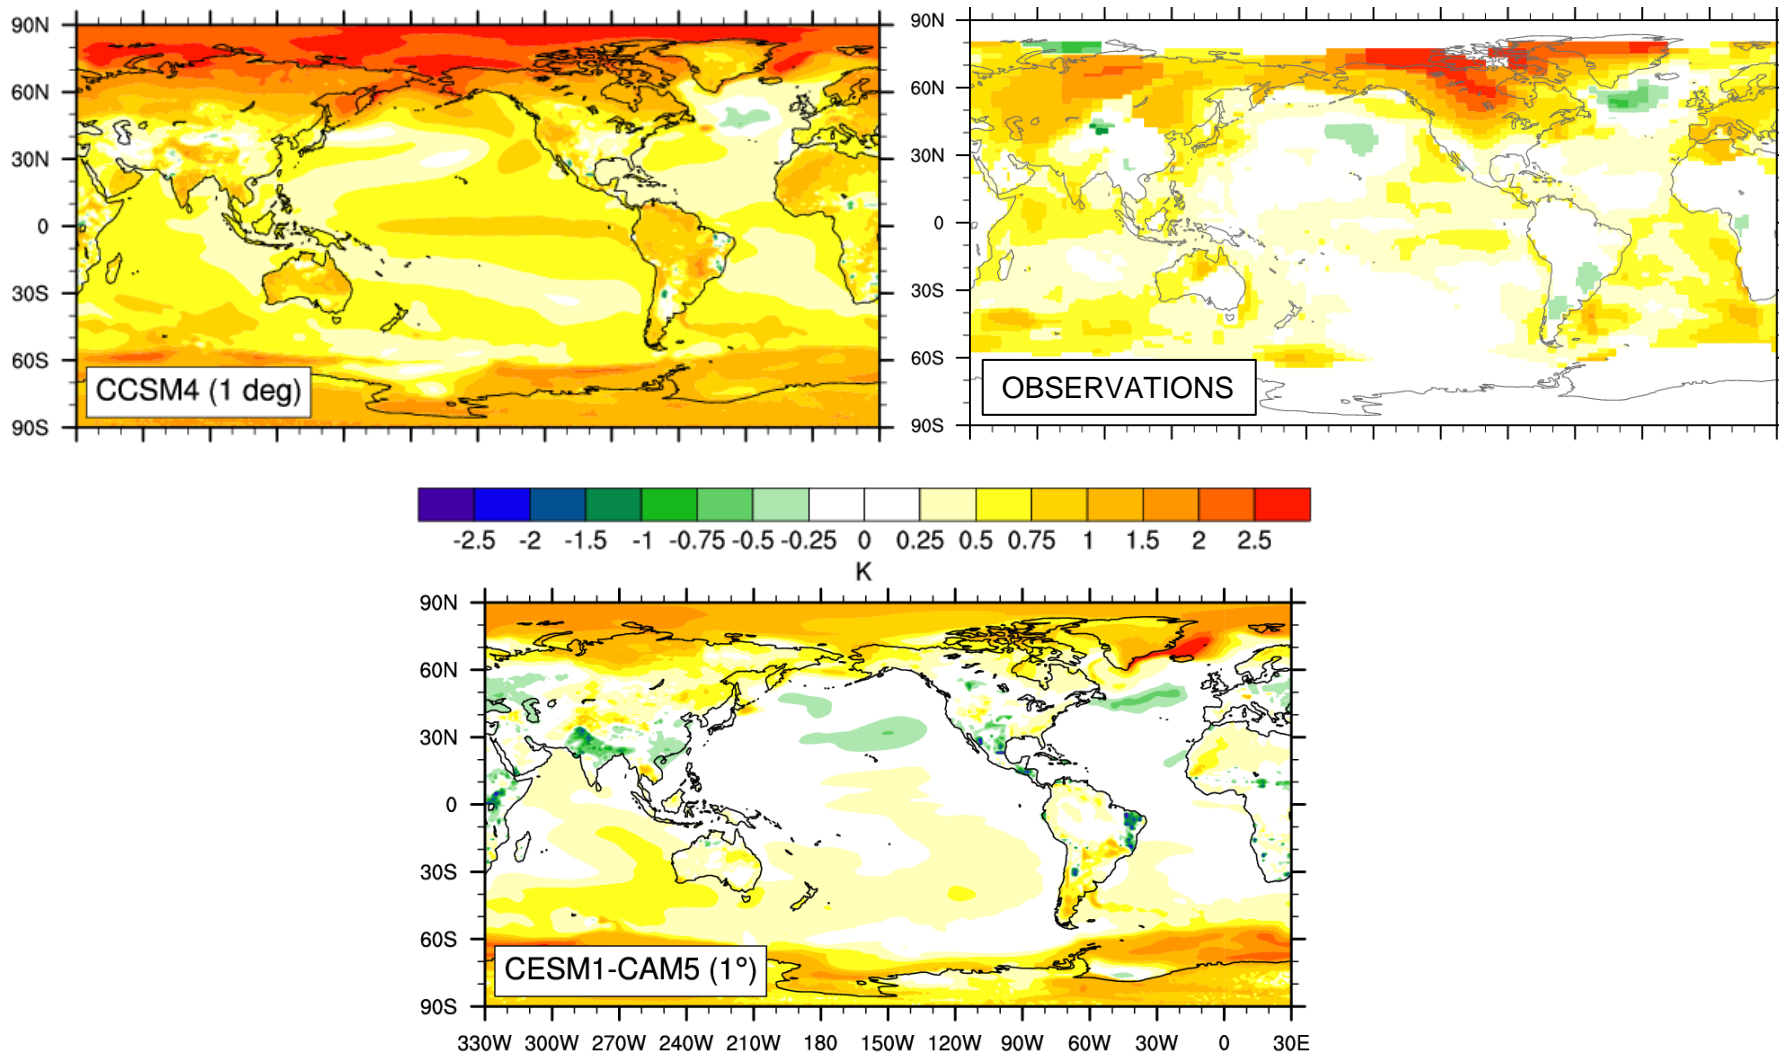 90N
60N
30N
0
30S
60S
90S
CCSM4 (1 deg)
90N
60N
30N
0
30S
60S
90S
OBSERVATIONS
-2.5 -2 -1.5 -1 -0.75 -0.5 -0.25 0 0.25 0.5 0.75 1 1.5 2 2.5
K
90N
60N
30N
0
30S
60S
90S
CESM1-CAM5 (1°)
330W 300W 270W 240W 210W 180 150W 120W 90W 60W 30W 0 30E